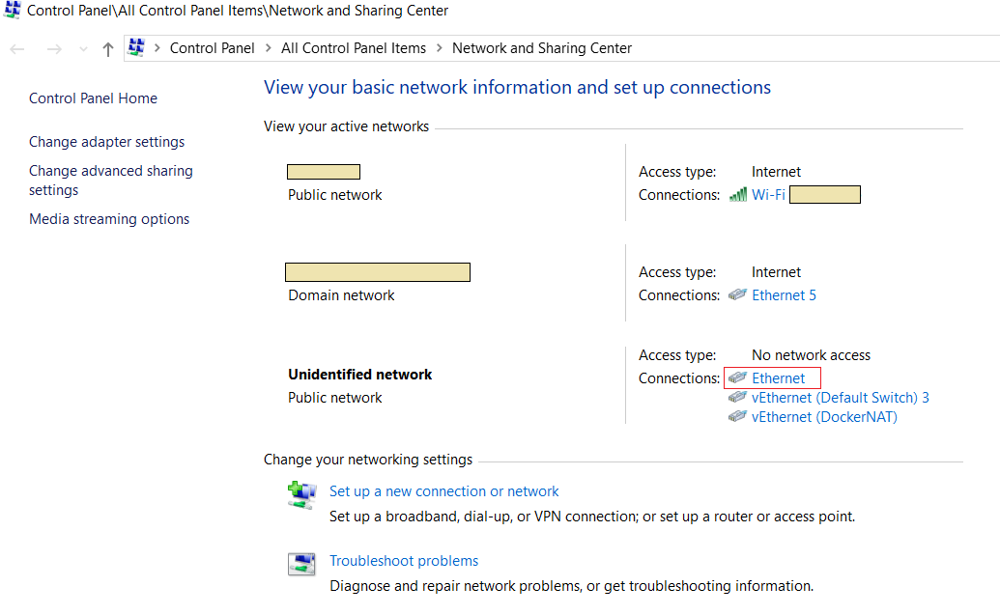 Control Panel\All Control Panel Items\Network and Sharing Center
Control Panel > All Control Panel Items > Network and Sharing Center
Control Panel Home
Change adapter settings
Change advanced sharing
settings
Media streaming options
View your basic network information and set up connections
View your active networks
Public network
Access type: Internet
Connections: Wi-Fi
Domain network
Access type: Internet
Connections: Ethernet 5
Unidentified network
Public network
Access type: No network access
Connections: Ethernet
vEthernet (Default Switch) 3
vEthernet (DockerNAT)
Change your networking settings
Set up a new connection or network
Set up a broadband, dial-up, or VPN connection; or set up a router or access point.
Troubleshoot problems
Diagnose and repair network problems, or get troubleshooting information.